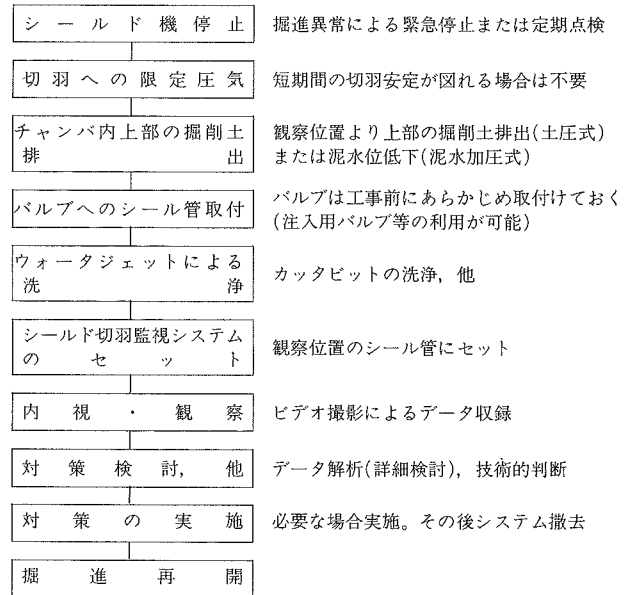 シールド機停止
掘進異常による緊急停止または定期点検
切羽への限定圧気
短期間の切羽安定が図れる場合は不要
チャンバ内上部の掘削土
排出
観察位置より上部の掘削土排出(土圧式)
または泥水位低下(泥水加圧式)
バルブへのシール管取付
バルブは工事前にあらかじめ取付けておく
(注入用バルブ等の利用が可能)
ウォータジェットによる
洗浄
カッタビットの洗浄，他
シールド切羽監視システム
のセット
観察位置のシール管にセット
内視・観察
ビデオ撮影によるデータ収録
対策検討，他
データ解析(詳細検討)，技術的判断
対策の実施
必要な場合実施。その後システム撤去
掘進再開